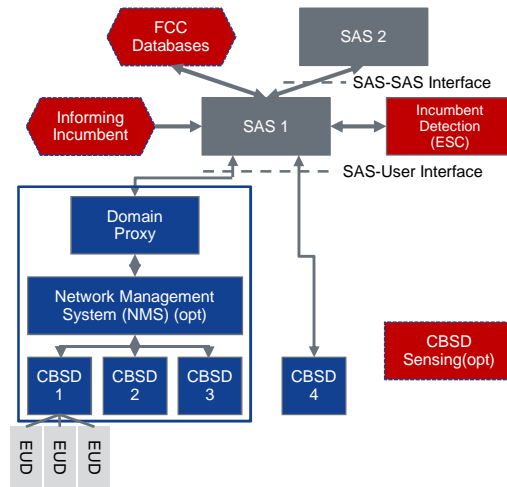 FCC
Databases
SAS 2
SAS-SAS Interface
Informing
Incumbent
SAS 1
Incumbent
Detection
(ESC)
SAS-User Interface
Domain
Proxy
Network Management
System (NMS) (opt)
CBSD
Sensing(opt)
CBSD
1
CBSD
2
CBSD
3
CBSD
4
EUD
EUD
EUD